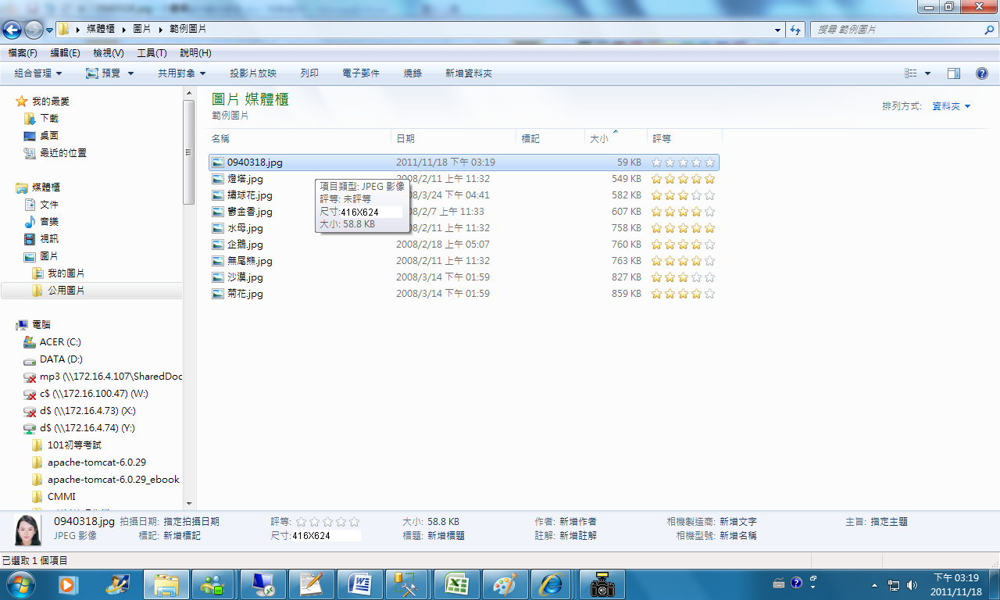 媒體櫃 ▸ 圖片 ▸ 範例圖片
搜尋 範例圖片
檔案(F) 編輯(E) 檢視(V) 工具(T) 說明(H)
組合管理 預覽 共用對象 投影片放映 列印 電子郵件 燒錄 新增資料夾
我的最愛
下載
桌面
最近的位置
媒體櫃
文件
音樂
視訊
圖片
我的圖片
公用圖片
電腦
ACER (C:)
DATA (D:)
mp3 (\\172.16.4.107\SharedDoc
c$ (\\172.16.100.47) (W:)
d$ (\\172.16.4.73) (X:)
d$ (\\172.16.4.74) (Y:)
101初等考試
apache-tomcat-6.0.29
apache-tomcat-6.0.29_ebook
CMMI
圖片 媒體櫃
範例圖片
排列方式: 資料夾
名稱 日期 標記 大小 評等
0940318.jpg 2011/11/18 下午 03:19 59 KB
燈塔.jpg 2008/2/11 上午 11:32 549 KB
繡球花.jpg /3/24 下午 04:41 582 KB
鬱金香.jpg /2/7 上午 11:33 607 KB
水母.jpg /2/11 上午 11:32 758 KB
企鵝.jpg 2008/2/18 上午 05:07 760 KB
無尾熊.jpg 2008/2/11 上午 11:32 763 KB
沙漠.jpg 2008/3/14 下午 01:59 827 KB
菊花.jpg 2008/3/14 下午 01:59 859 KB
項目類型: JPEG 影像
評等: 未評等
尺寸:416X624
大小: 58.8 KB
0940318.jpg 拍攝日期: 指定拍攝日期 評等: 大小: 58.8 KB 作者: 新增作者 相機製造商: 新增文字 主旨: 指定主題
JPEG 影像 標記: 新增標記 尺寸:416X624 標題: 新增標題 註解: 新增註解 相機型號: 新增名稱
已選取 1 個項目
下午 03:19
2011/11/18